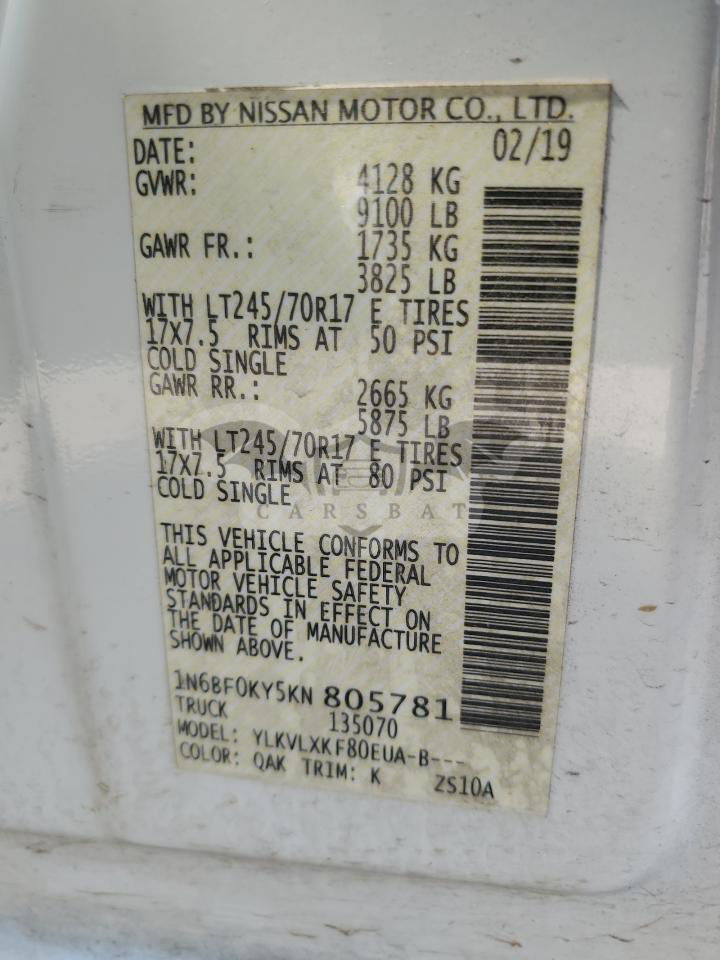 MFD BY NISSAN MOTOR CO., LTD.
DATE: 02/19
GVWR: 4128 KG
9100 LB
GAWR FR.: 1735 KG
3825 LB
WITH LT245/70R17 E TIRES
17X7.5 RIMS AT 50 PSI
COLD SINGLE
GAWR RR.: 2665 KG
5875 LB
WITH LT245/70R17 E TIRES
17X7.5 RIMS AT 80 PSI
COLD SINGLE
CARSBAT
THIS VEHICLE CONFORMS TO
ALL APPLICABLE FEDERAL
MOTOR VEHICLE SAFETY
STANDARDS IN EFFECT ON
THE DATE OF MANUFACTURE
SHOWN ABOVE.
1N6BF0KY5KN 805781
TRUCK 135070
MODEL: YLKVLXKF80EUA-B---
COLOR: QAK TRIM: K ZS10A